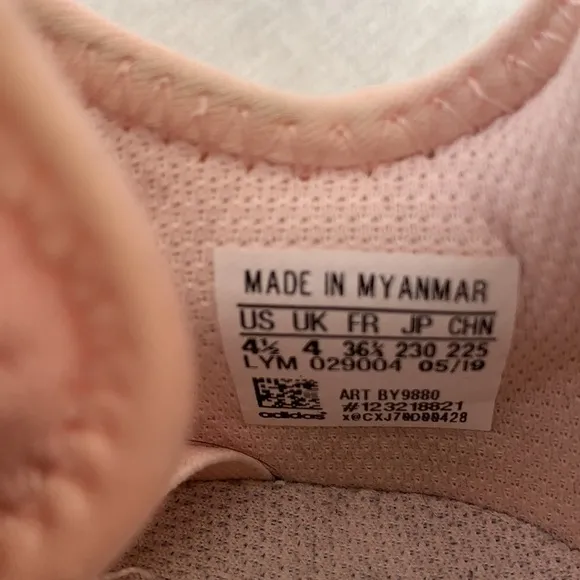 MADE IN MYANMAR
US UK FR JP CHN
4½ 4 36⅔ 230 225
LYM 029004 05/19
ART BY9880
adidas #123218821